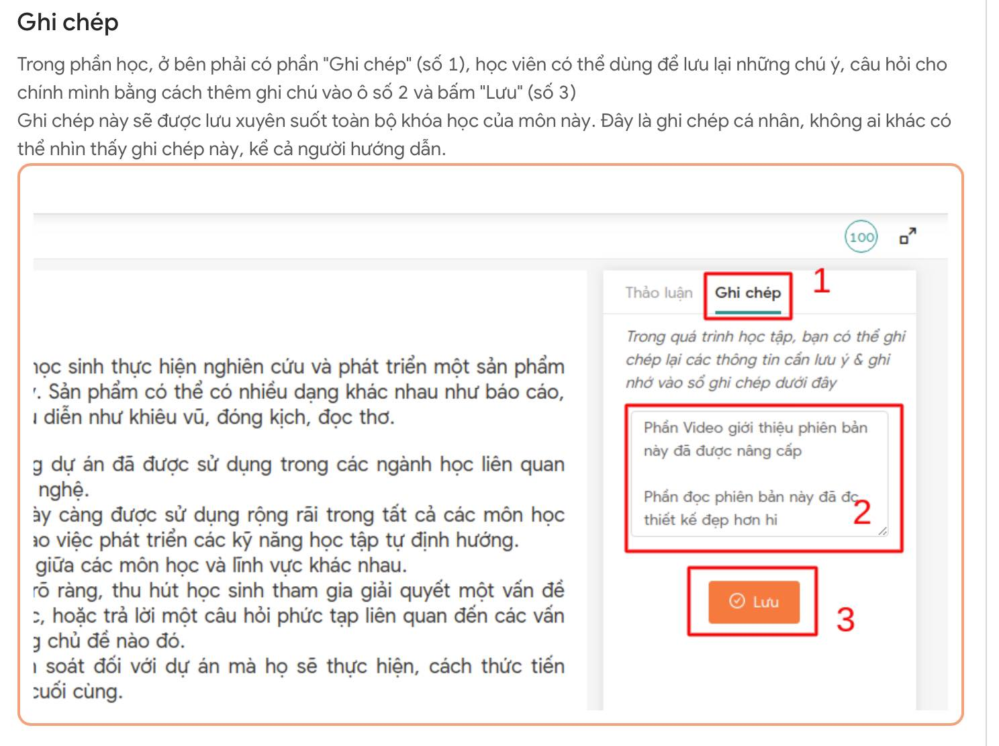 Ghi chép
Trong phần học, ở bên phải có phần "Ghi chép" (số 1), học viên có thể dùng để lưu lại những chú ý, câu hỏi cho
chính mình bằng cách thêm ghi chú vào ô số 2 và bấm "Lưu" (số 3)
Ghi chép này sẽ được lưu xuyên suốt toàn bộ khóa học của môn này. Đây là ghi chép cá nhân, không ai khác có
thể nhìn thấy ghi chép này, kể cả người hướng dẫn.
100
học sinh thực hiện nghiên cứu và phát triển một sản phẩm
. Sản phẩm có thể có nhiều dạng khác nhau như báo cáo,
diễn như khiêu vũ, đóng kịch, đọc thơ.
g dự án đã được sử dụng trong các ngành học liên quan
nghệ.
ày càng được sử dụng rộng rãi trong tất cả các môn học
ao việc phát triển các kỹ năng học tập tự định hướng.
giữa các môn học và lĩnh vực khác nhau.
rõ ràng, thu hút học sinh tham gia giải quyết một vấn đề
c, hoặc trả lời một câu hỏi phức tạp liên quan đến các vấn
g chủ đề nào đó.
soát đối với dự án mà họ sẽ thực hiện, cách thức tiến
cuối cùng.
Thảo luận Ghi chép 1
Trong quá trình học tập, bạn có thể ghi
chép lại các thông tin cần lưu ý & ghi
nhớ vào sổ ghi chép dưới đây
Phần Video giới thiệu phiên bản
này đã được nâng cấp
Phần đọc phiên bản này đã đc
thiết kế đẹp hơn hi
2
Lưu
3